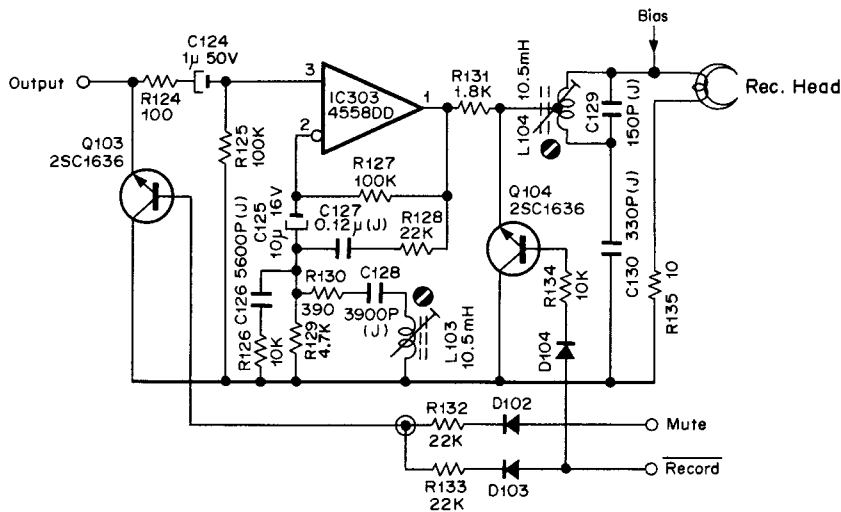 Bias
C124
1μ 50V
Output
R124
100
3
IC303
4558DD
1
2
R131
1.8K
10.5mH
L104
C129
150P(J)
Rec. Head
Q103
2SC1636
R125
100K
R127
100K
C125
10μ 16V
C127
0.12μ(J)
R128
22K
Q104
2SC1636
C130 330P(J)
C126 5600P(J)
R130
390
C128
3900P
(J)
R134
10K
R135 10
R126
10K
R129
4.7K
L103
10.5mH
D104
R132
22K
D102
Mute
R133
22K
D103
Record